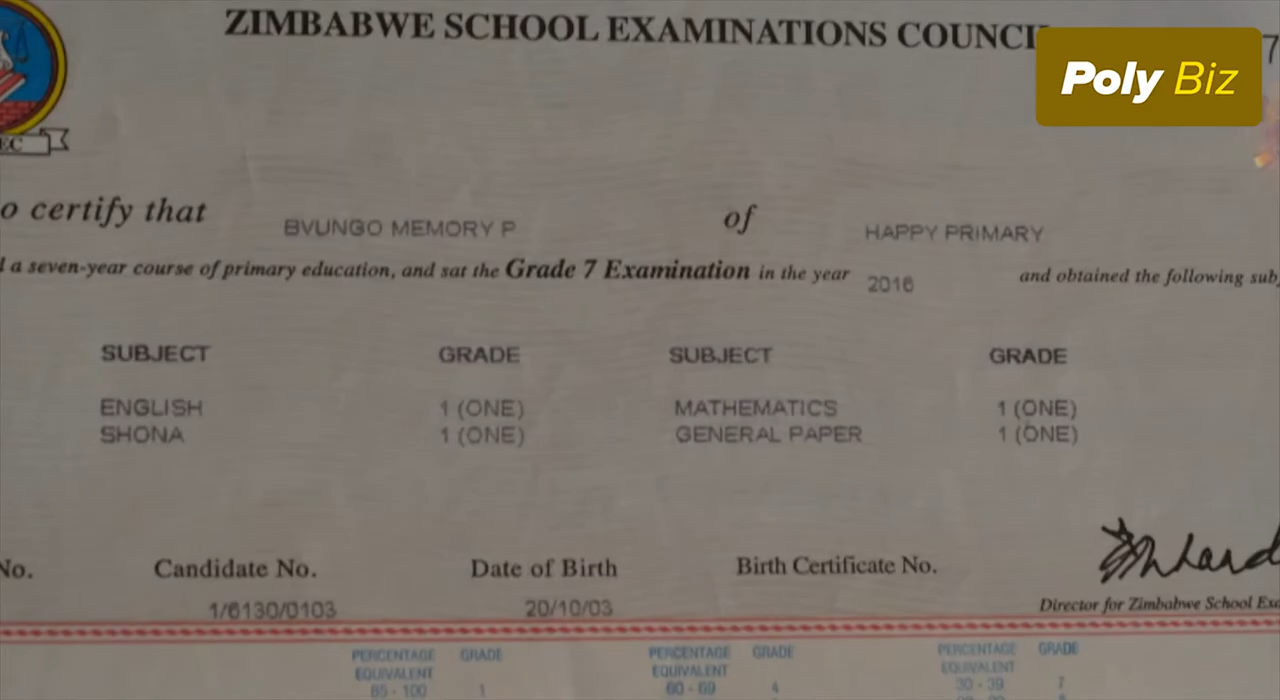 ZIMBABWE SCHOOL EXAMINATIONS COUNCI
7
Poly Biz
EC
o certify that BVUNGO MEMORY P of HAPPY PRIMARY
a seven-year course of primary education, and sat the Grade 7 Examination in the year 2016 and obtained the following sub
SUBJECT GRADE SUBJECT GRADE
ENGLISH 1 (ONE) MATHEMATICS 1 (ONE)
SHONA 1 (ONE) GENERAL PAPER 1 (ONE)
No. Candidate No. Date of Birth Birth Certificate No.
1/6130/0103 20/10/03
Director for Zimbabwe School Exa
PERCENTAGE GRADE PERCENTAGE GRADE PERCENTAGE GRADE
EQUIVALENT EQUIVALENT EQUIVALENT
85 - 100 1 60 - 69 4 30 - 39 7